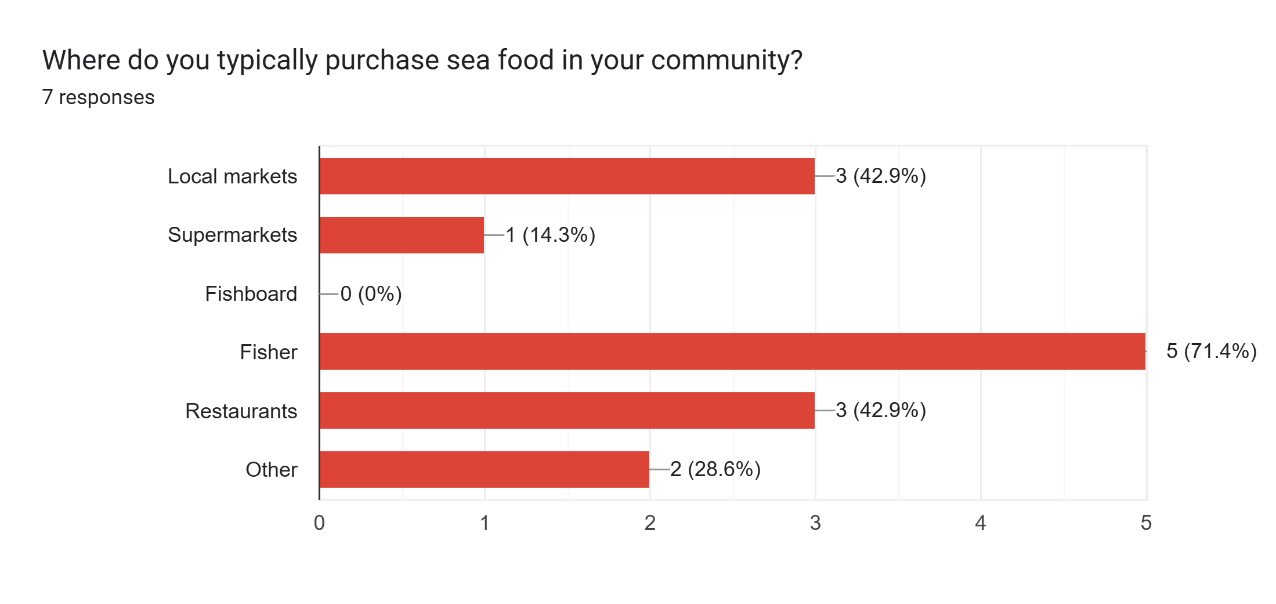 Where do you typically purchase sea food in your community?
7 responses
Local markets 3 (42.9%)
Supermarkets 1 (14.3%)
Fishboard 0 (0%)
Fisher 5 (71.4%)
Restaurants 3 (42.9%)
Other 2 (28.6%)
0 1 2 3 4 5